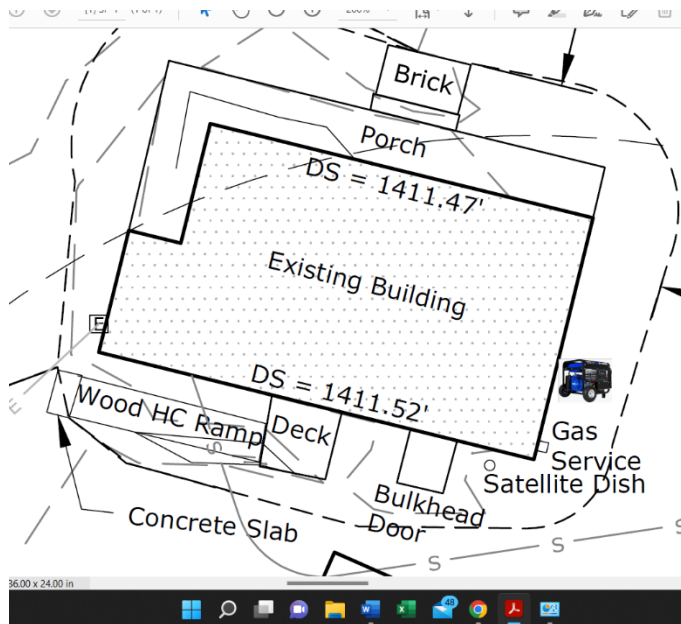 Brick
Porch
DS = 1411.47'
Existing Building
E
DS = 1411.52'
Wood HC Ramp
Deck
Gas
Service
Satellite Dish
Bulkhead
Door
Concrete Slab
E
S
S
S
S
36.00 x 24.00 in
48